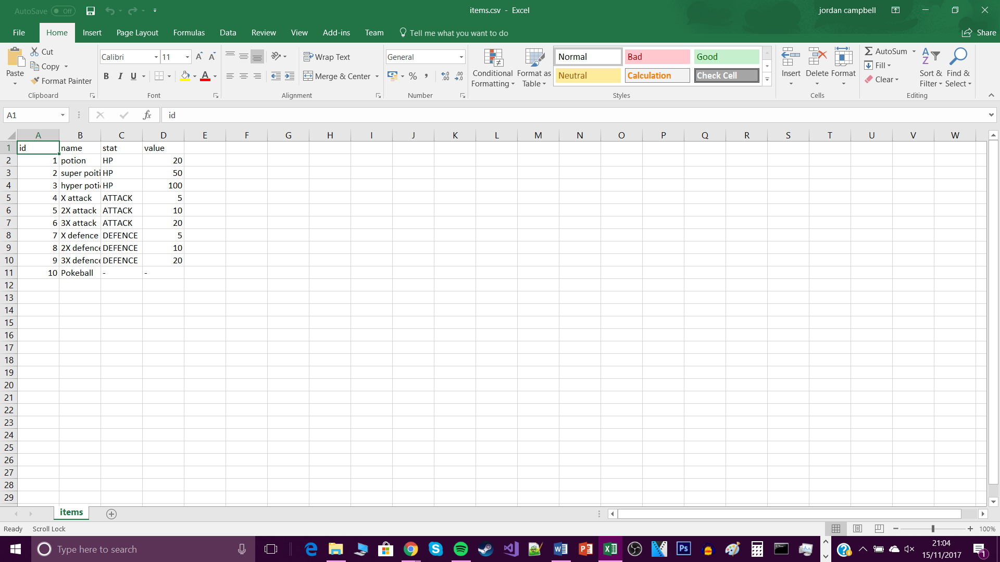 AutoSave Off
items.csv - Excel
jordan campbell
File Home Insert Page Layout Formulas Data Review View Add-ins Team Tell me what you want to do Share
Paste
Cut
Copy
Format Painter
Clipboard
Calibri 11
B I U
Font
Wrap Text
Merge & Center
Alignment
General
Number
Conditional Formatting
Format as Table
Normal Bad Good
Neutral Calculation Check Cell
Styles
Insert Delete Format
Cells
AutoSum
Fill
Clear
Sort & Filter
Find & Select
Editing
A1 fx id
A B C D E F G H I J K L M N O P Q R S T U V W
1 id name stat value
2 1 potion HP 20
3 2 super poiti HP 50
4 3 hyper poti HP 100
5 4 X attack ATTACK 5
6 5 2X attack ATTACK 10
7 6 3X attack ATTACK 20
8 7 X defence DEFENCE 5
9 8 2X defence DEFENCE 10
10 9 3X defence DEFENCE 20
11 10 Pokeball - -
12
13
14
15
16
17
18
19
20
21
22
23
24
25
26
27
28
29
items
Ready Scroll Lock
100%
Type here to search
21:04
15/11/2017
1